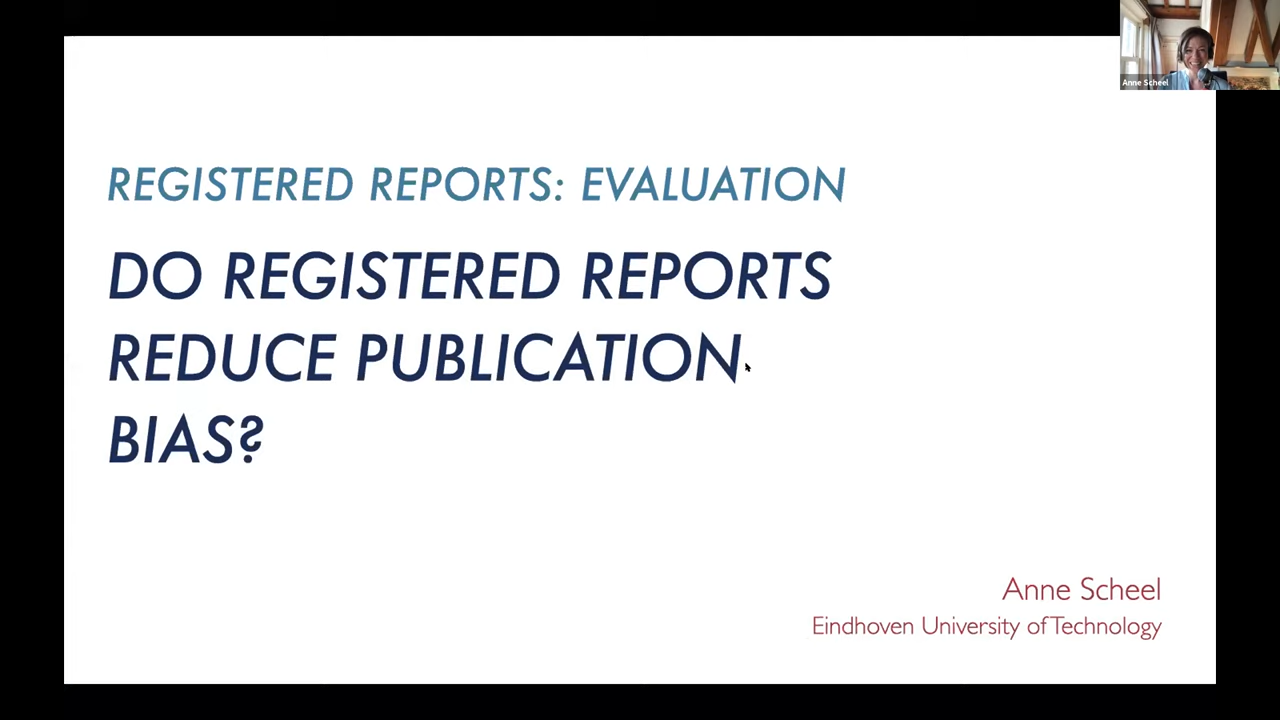 Anne Scheel
REGISTERED REPORTS: EVALUATION
DO REGISTERED REPORTS
REDUCE PUBLICATION
BIAS?
Anne Scheel
Eindhoven University of Technology